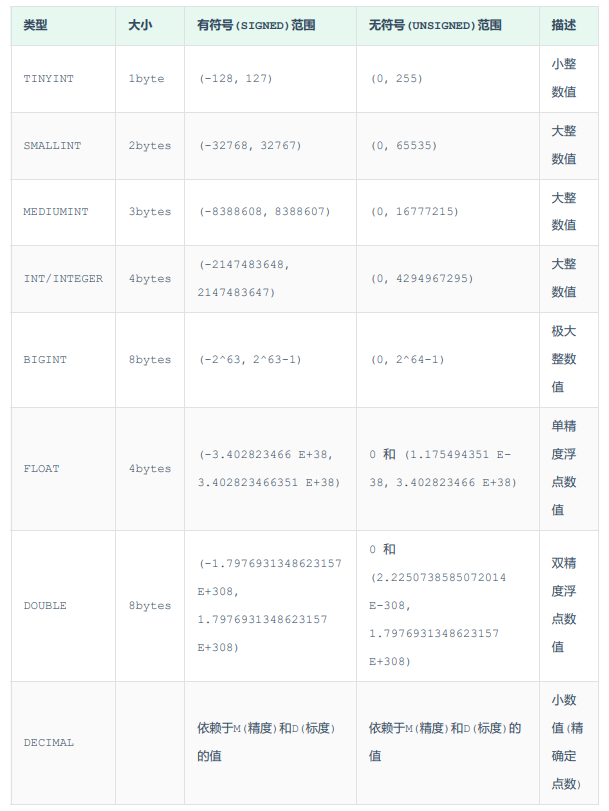 类型 大小 有符号(SIGNED)范围 无符号(UNSIGNED)范围 描述
TINYINT 1byte (-128, 127) (0, 255) 小整
数值
SMALLINT 2bytes (-32768, 32767) (0, 65535) 大整
数值
MEDIUMINT 3bytes (-8388608, 8388607) (0, 16777215) 大整
数值
INT/INTEGER 4bytes (-2147483648,
2147483647) (0, 4294967295) 大整
数值
BIGINT 8bytes (-2^63, 2^63-1) (0, 2^64-1) 极大
整数
值
FLOAT 4bytes (-3.402823466 E+38,
3.402823466351 E+38) 0 和 (1.175494351 E-
38, 3.402823466 E+38) 单精
度浮
点数
值
DOUBLE 8bytes (-1.7976931348623157
E+308,
1.7976931348623157
E+308) 0 和
(2.2250738585072014
E-308,
1.7976931348623157
E+308) 双精
度浮
点数
值
DECIMAL 依赖于M(精度)和D(标度)
的值 依赖于M(精度)和D(标度)的
值 小数
值(精
确定
点数)